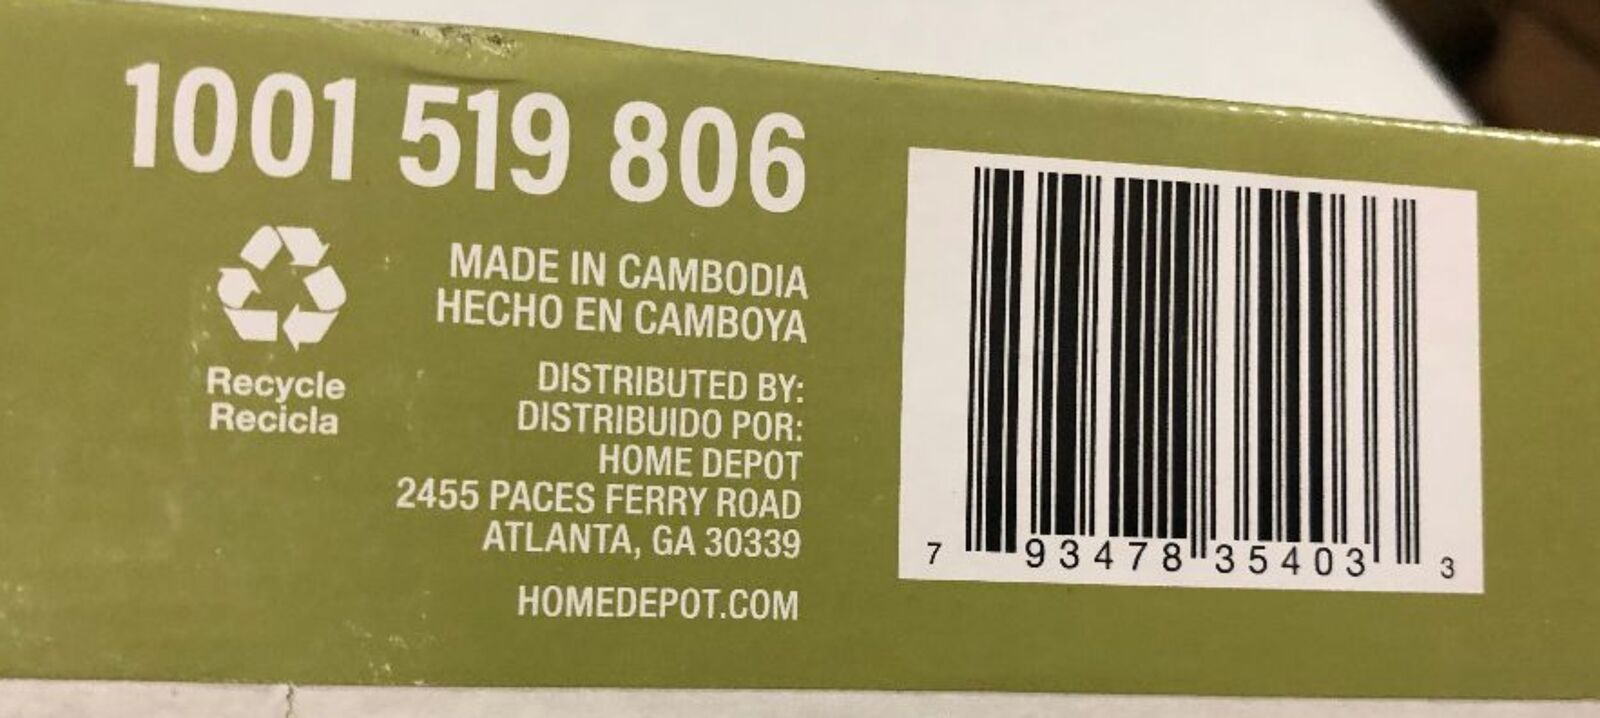 1001 519 806
Recycle
Recicla
MADE IN CAMBODIA
HECHO EN CAMBOYA
DISTRIBUTED BY:
DISTRIBUIDO POR:
HOME DEPOT
2455 PACES FERRY ROAD
ATLANTA, GA 30339
HOMEDEPOT.COM
7 93478 35403 3